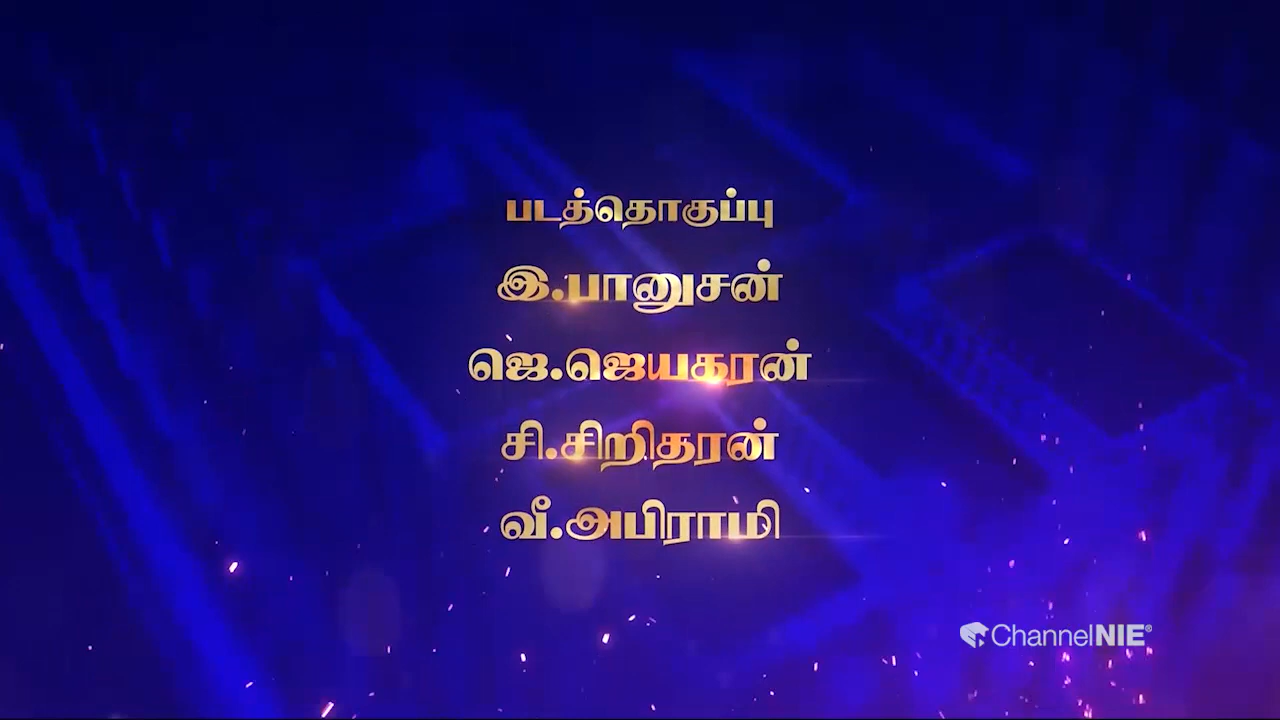 படத்தொகுப்பு
இ.பானுசன்
ஜெ.ஜெயகரன்
சி.சிறிதரன்
வீ.அபிராமி
ChannelNIE®